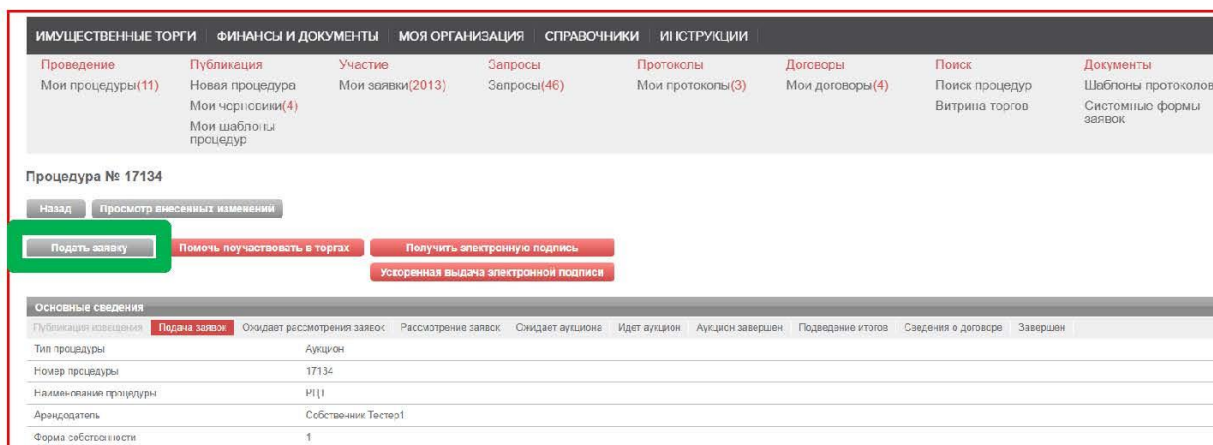 ИМУЩЕСТВЕННЫЕ ТОРГИ ФИНАНСЫ И ДОКУМЕНТЫ МОЯ ОРГАНИЗАЦИЯ СПРАВОЧНИКИ ИНСТРУКЦИИ
Проведение Публикация Участие Запросы Протоколы Договоры Поиск Документы
Мои процедуры(11) Новая процедура Мои заявки(2013) Запросы(46) Мои протоколы(3) Мои договоры(4) Поиск процедур Шаблоны протоколов
Мои черновики(4) Витрина торгов Системные формы
Мои шаблоны заявок
процедур
Процедура № 17134
Назад Просмотр внесенных изменений
Подать заявку Помочь поучаствовать в торгах Получить электронную подпись
Ускоренная выдача электронной подписи
Основные сведения
Публикация извещения Подача заявок Ожидает рассмотрения заявок Рассмотрение заявок Ожидает аукциона Идет аукцион Аукцион завершен Подведение итогов Сведения о договоре Завершен
Тип процедуры Аукцион
Номер процедуры 17134
Наименование процедуры
Арендодатель Собственник Тестер1
Форма собственности 1